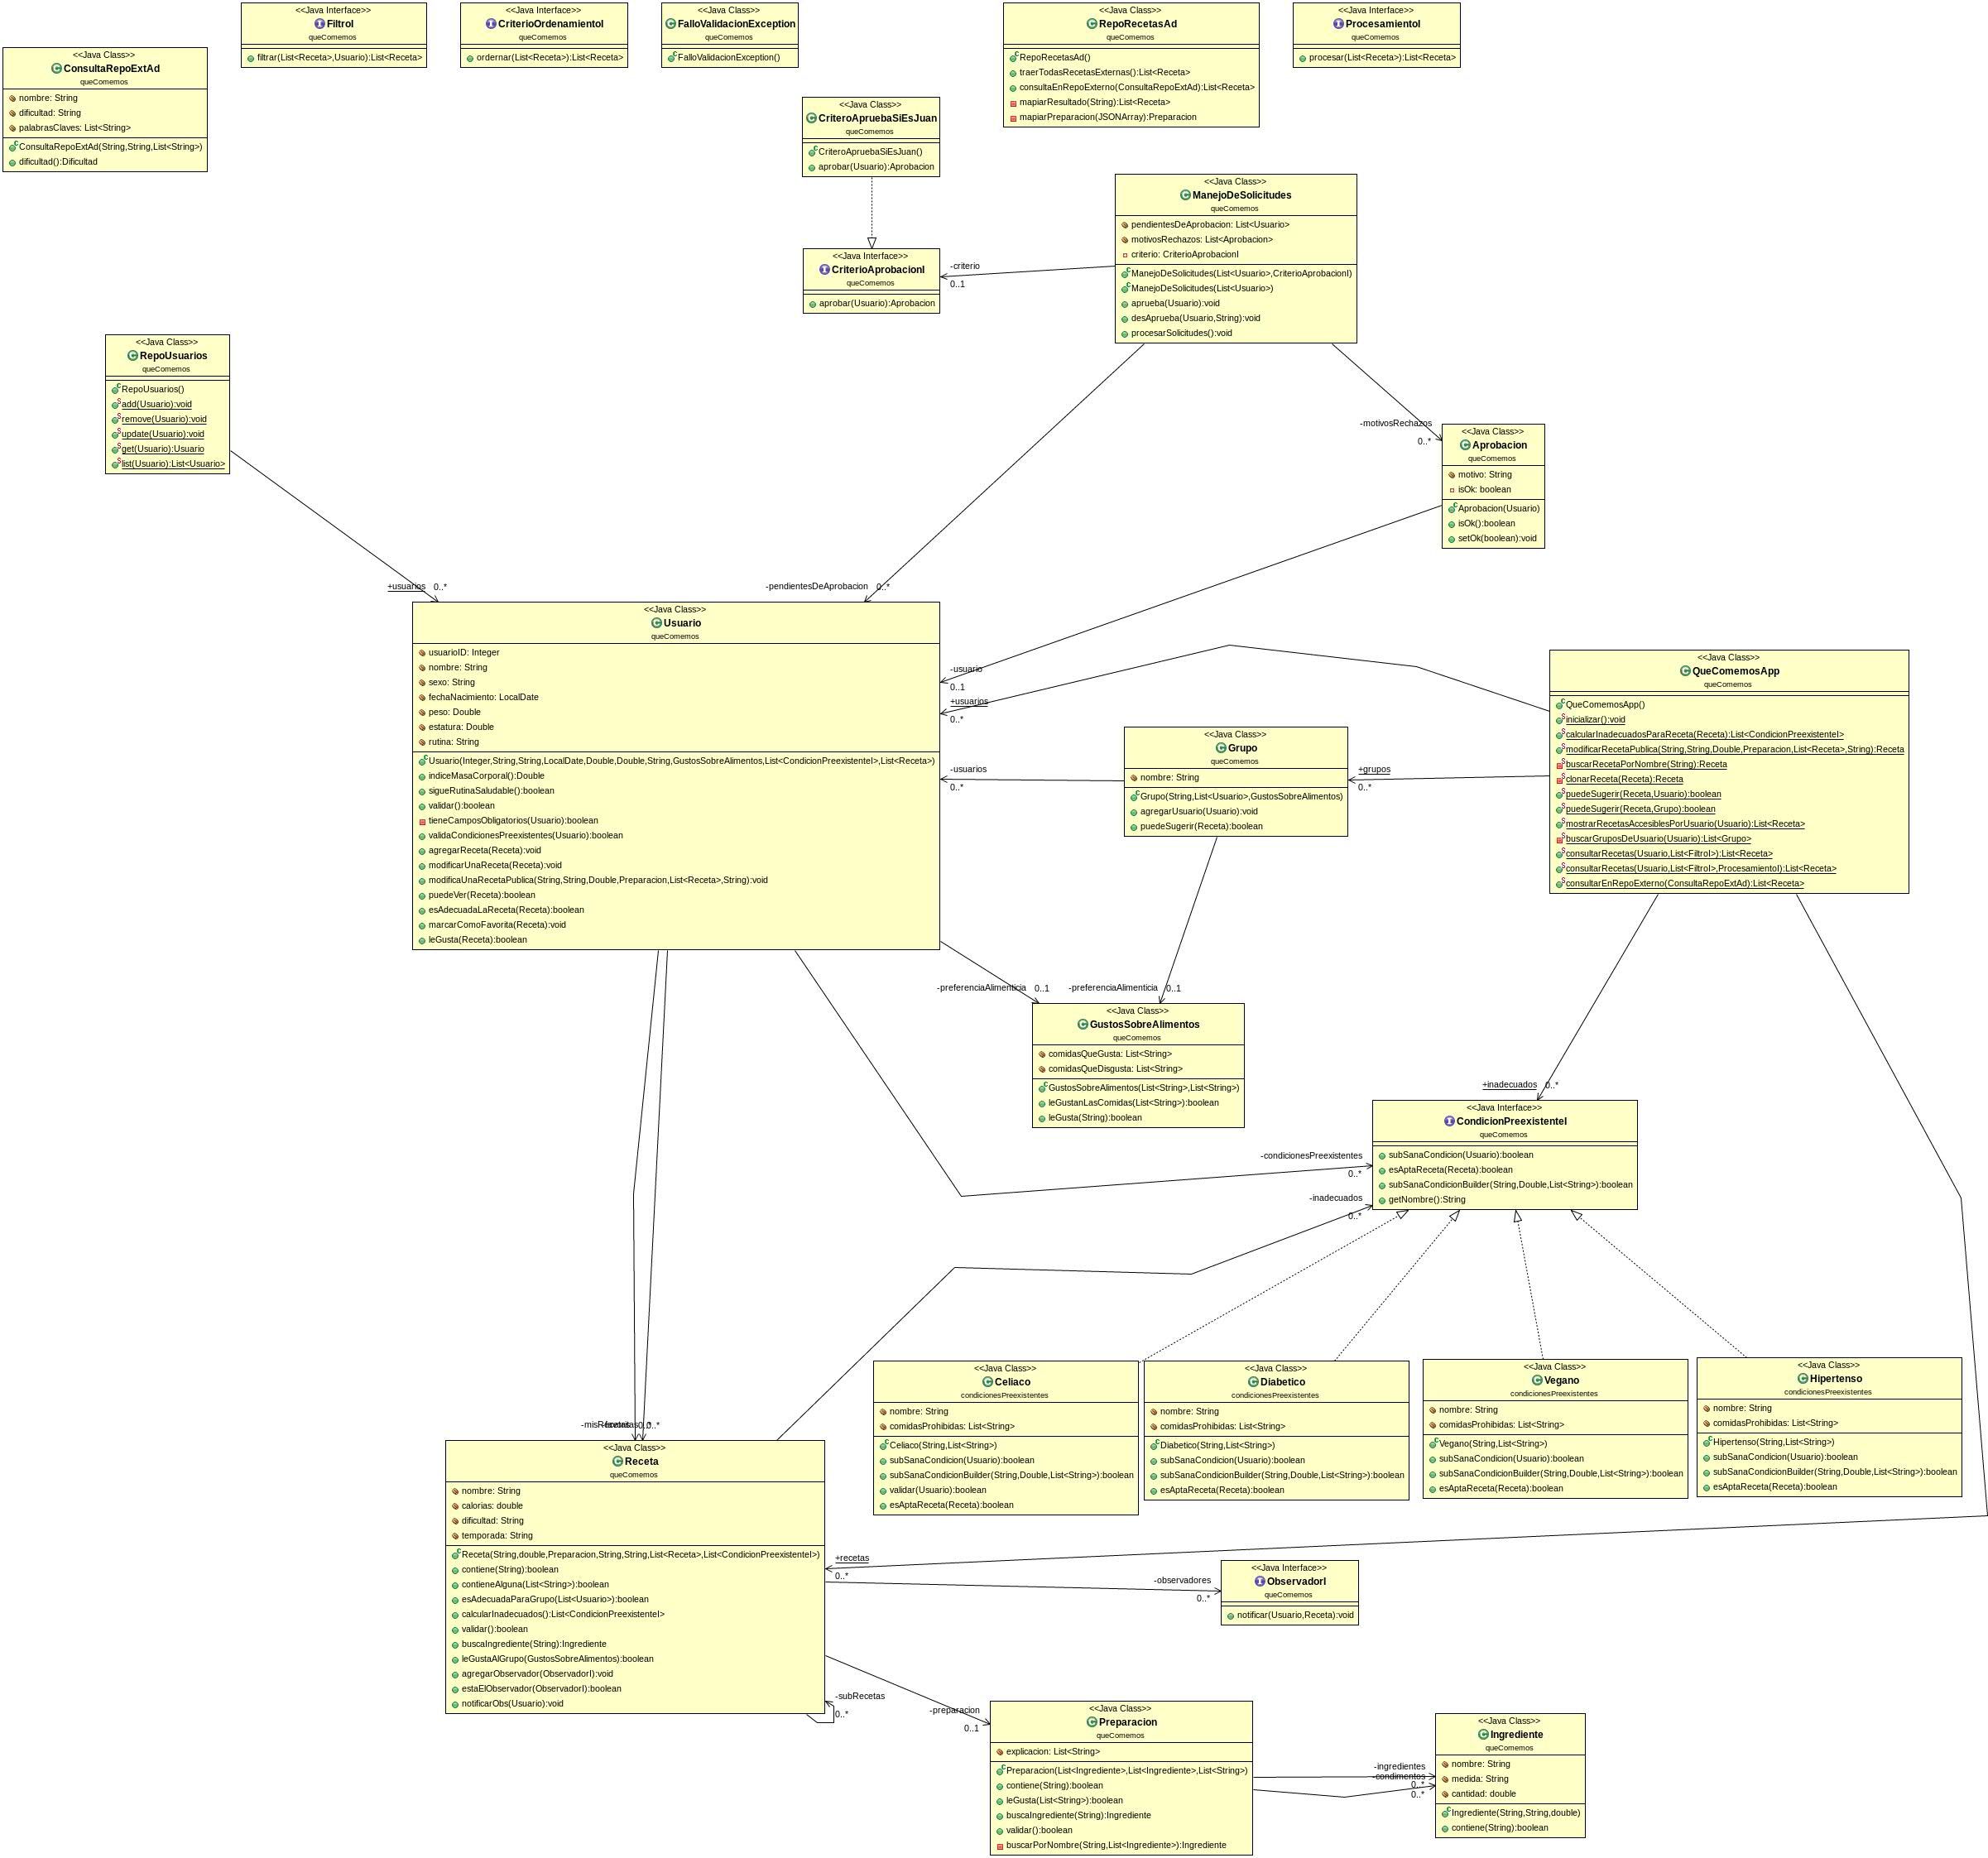 <<Java Interface>>
FiltroI
queComemos
filtrar(List<Receta>,Usuario):List<Receta>
<<Java Interface>>
CriterioOrdenamientoI
queComemos
ordernar(List<Receta>):List<Receta>
<<Java Class>>
FalloValidacionException
queComemos
FalloValidacionException()
<<Java Class>>
RepoRecetasAd
queComemos
RepoRecetasAd()
traerTodasRecetasExternas():List<Receta>
consultaEnRepoExterno(ConsultaRepoExtAd):List<Receta>
mapiarResultado(String):List<Receta>
mapiarPreparacion(JSONArray):Preparacion
<<Java Interface>>
ProcesamientoI
queComemos
procesar(List<Receta>):List<Receta>
<<Java Class>>
ConsultaRepoExtAd
queComemos
nombre: String
dificultad: String
palabrasClaves: List<String>
ConsultaRepoExtAd(String,String,List<String>)
dificultad():Dificultad
<<Java Class>>
CriteroApruebaSiEsJuan
queComemos
CriteroApruebaSiEsJuan()
aprobar(Usuario):Aprobacion
<<Java Class>>
ManejoDeSolicitudes
queComemos
pendientesDeAprobacion: List<Usuario>
motivosRechazos: List<Aprobacion>
criterio: CriterioAprobacionI
ManejoDeSolicitudes(List<Usuario>,CriterioAprobacionI)
ManejoDeSolicitudes(List<Usuario>)
aprueba(Usuario):void
desAprueba(Usuario,String):void
procesarSolicitudes():void
<<Java Interface>>
CriterioAprobacionI
queComemos
aprobar(Usuario):Aprobacion
-criterio
0..1
<<Java Class>>
RepoUsuarios
queComemos
RepoUsuarios()
add(Usuario):void
remove(Usuario):void
update(Usuario):void
get(Usuario):Usuario
list(Usuario):List<Usuario>
-motivosRechazos
0..*
<<Java Class>>
Aprobacion
queComemos
motivo: String
isOk: boolean
Aprobacion(Usuario)
isOk():boolean
setOk(boolean):void
+usuarios 0..*
-pendientesDeAprobacion 0..*
<<Java Class>>
Usuario
queComemos
usuarioID: Integer
nombre: String
sexo: String
fechaNacimiento: LocalDate
peso: Double
estatura: Double
rutina: String
Usuario(Integer,String,String,LocalDate,Double,Double,String,GustosSobreAlimentos,List<CondicionPreexistenteI>,List<Receta>)
indiceMasaCorporal():Double
sigueRutinaSaludable():boolean
validar():boolean
tieneCamposObligatorios(Usuario):boolean
validaCondicionesPreexistentes(Usuario):boolean
agregarReceta(Receta):void
modificarUnaReceta(Receta):void
modificaUnaRecetaPublica(String,String,Double,Preparacion,List<Receta>,String):void
puedeVer(Receta):boolean
esAdecuadaLaReceta(Receta):boolean
marcarComoFavorita(Receta):void
leGusta(Receta):boolean
-usuario
0..1
+usuarios
0..*
-usuarios
0..*
<<Java Class>>
Grupo
queComemos
nombre: String
Grupo(String,List<Usuario>,GustosSobreAlimentos)
agregarUsuario(Usuario):void
puedeSugerir(Receta):boolean
+grupos
0..*
<<Java Class>>
QueComemosApp
queComemos
QueComemosApp()
inicializar():void
calcularInadecuadosParaReceta(Receta):List<CondicionPreexistenteI>
modificarRecetaPublica(String,String,Double,Preparacion,List<Receta>,String):Receta
buscarRecetaPorNombre(String):Receta
clonarReceta(Receta):Receta
puedeSugerir(Receta,Usuario):boolean
puedeSugerir(Receta,Grupo):boolean
mostrarRecetasAccesiblesPorUsuario(Usuario):List<Receta>
buscarGruposDeUsuario(Usuario):List<Grupo>
consultarRecetas(Usuario,List<FiltroI>):List<Receta>
consultarRecetas(Usuario,List<FiltroI>,ProcesamientoI):List<Receta>
consultarEnRepoExterno(ConsultaRepoExtAd):List<Receta>
-preferenciaAlimenticia 0..1
-preferenciaAlimenticia 0..1
<<Java Class>>
GustosSobreAlimentos
queComemos
comidasQueGusta: List<String>
comidasQueDisgusta: List<String>
GustosSobreAlimentos(List<String>,List<String>)
leGustanLasComidas(List<String>):boolean
leGusta(String):boolean
+inadecuados 0..*
<<Java Interface>>
CondicionPreexistenteI
queComemos
subSanaCondicion(Usuario):boolean
esAptaReceta(Receta):boolean
subSanaCondicionBuilder(String,Double,List<String>):boolean
getNombre():String
-condicionesPreexistentes
0..*
-inadecuados
0..*
<<Java Class>>
Celiaco
condicionesPreexistentes
nombre: String
comidasProhibidas: List<String>
Celiaco(String,List<String>)
subSanaCondicion(Usuario):boolean
subSanaCondicionBuilder(String,Double,List<String>):boolean
validar(Usuario):boolean
esAptaReceta(Receta):boolean
<<Java Class>>
Diabetico
condicionesPreexistentes
nombre: String
comidasProhibidas: List<String>
Diabetico(String,List<String>)
subSanaCondicion(Usuario):boolean
subSanaCondicionBuilder(String,Double,List<String>):boolean
esAptaReceta(Receta):boolean
<<Java Class>>
Vegano
condicionesPreexistentes
nombre: String
comidasProhibidas: List<String>
Vegano(String,List<String>)
subSanaCondicion(Usuario):boolean
subSanaCondicionBuilder(String,Double,List<String>):boolean
esAptaReceta(Receta):boolean
<<Java Class>>
Hipertenso
condicionesPreexistentes
nombre: String
comidasProhibidas: List<String>
Hipertenso(String,List<String>)
subSanaCondicion(Usuario):boolean
subSanaCondicionBuilder(String,Double,List<String>):boolean
esAptaReceta(Receta):boolean
<<Java Class>>
Receta
queComemos
nombre: String
calorias: double
dificultad: String
temporada: String
Receta(String,double,Preparacion,String,String,List<Receta>,List<CondicionPreexistenteI>)
contiene(String):boolean
contieneAlguna(List<String>):boolean
esAdecuadaParaGrupo(List<Usuario>):boolean
calcularInadecuados():List<CondicionPreexistenteI>
validar():boolean
buscaIngrediente(String):Ingrediente
leGustaAlGrupo(GustosSobreAlimentos):boolean
agregarObservador(ObservadorI):void
estaElObservador(ObservadorI):boolean
notificarObs(Usuario):void
+recetas
0..*
-observadores
0..*
<<Java Interface>>
ObservadorI
queComemos
notificar(Usuario,Receta):void
-subRecetas
0..*
-preparacion
0..1
<<Java Class>>
Preparacion
queComemos
explicacion: List<String>
Preparacion(List<Ingrediente>,List<Ingrediente>,List<String>)
contiene(String):boolean
leGusta(List<String>):boolean
buscaIngrediente(String):Ingrediente
validar():boolean
buscarPorNombre(String,List<Ingrediente>):Ingrediente
-ingredientes
-condimentos
0..*
0..*
<<Java Class>>
Ingrediente
queComemos
nombre: String
medida: String
cantidad: double
Ingrediente(String,String,double)
contiene(String):boolean